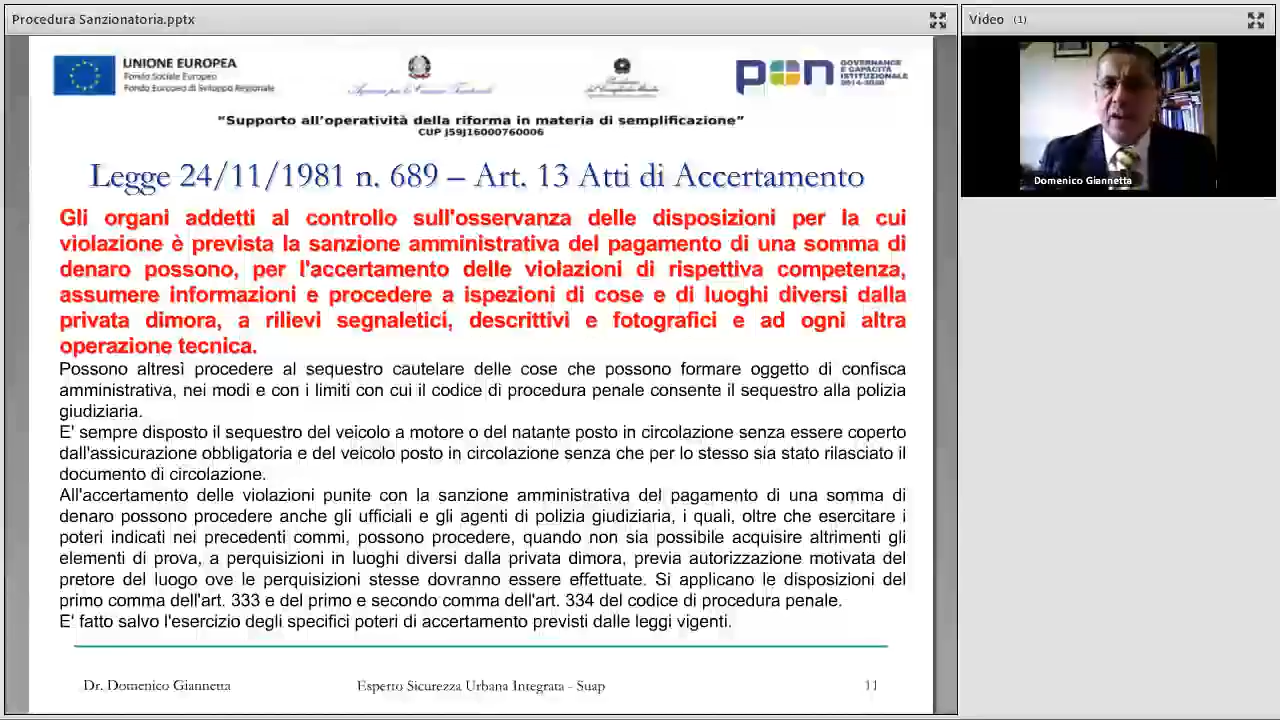 Procedura Sanzionatoria.pptx
Video (1)
UNIONE EUROPEA
Fondo Sociale Europeo
Fondo Europeo di Sviluppo Regionale
pon
GOVERNANCE
E CAPACITÀ
ISTITUZIONALE
2014-2020
"Supporto all'operatività della riforma in materia di semplificazione"
CUP J59J16000760006
Legge 24/11/1981 n. 689 – Art. 13 Atti di Accertamento
Gli organi addetti al controllo sull'osservanza delle disposizioni per la cui
violazione è prevista la sanzione amministrativa del pagamento di una somma di
denaro possono, per l'accertamento delle violazioni di rispettiva competenza,
assumere informazioni e procedere a ispezioni di cose e di luoghi diversi dalla
privata dimora, a rilievi segnaletici, descrittivi e fotografici e ad ogni altra
operazione tecnica.
Possono altresì procedere al sequestro cautelare delle cose che possono formare oggetto di confisca
amministrativa, nei modi e con i limiti con cui il codice di procedura penale consente il sequestro alla polizia
giudiziaria.
E' sempre disposto il sequestro del veicolo a motore o del natante posto in circolazione senza essere coperto
dall'assicurazione obbligatoria e del veicolo posto in circolazione senza che per lo stesso sia stato rilasciato il
documento di circolazione.
All'accertamento delle violazioni punite con la sanzione amministrativa del pagamento di una somma di
denaro possono procedere anche gli ufficiali e gli agenti di polizia giudiziaria, i quali, oltre che esercitare i
poteri indicati nei precedenti commi, possono procedere, quando non sia possibile acquisire altrimenti gli
elementi di prova, a perquisizioni in luoghi diversi dalla privata dimora, previa autorizzazione motivata del
pretore del luogo ove le perquisizioni stesse dovranno essere effettuate. Si applicano le disposizioni del
primo comma dell'art. 333 e del primo e secondo comma dell'art. 334 del codice di procedura penale.
E' fatto salvo l'esercizio degli specifici poteri di accertamento previsti dalle leggi vigenti.
Dr. Domenico Giannetta
Esperto Sicurezza Urbana Integrata - Suap
11
Domenico Giannetta